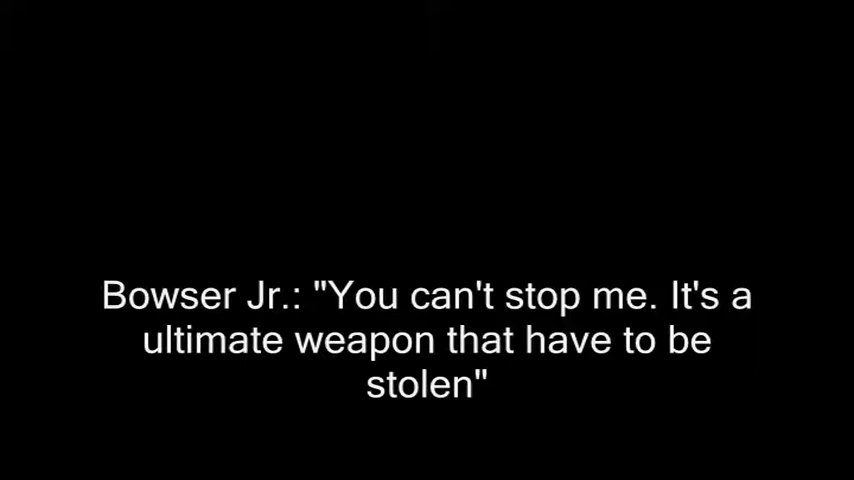 Bowser Jr.: "You can't stop me. It's a
ultimate weapon that have to be
stolen"